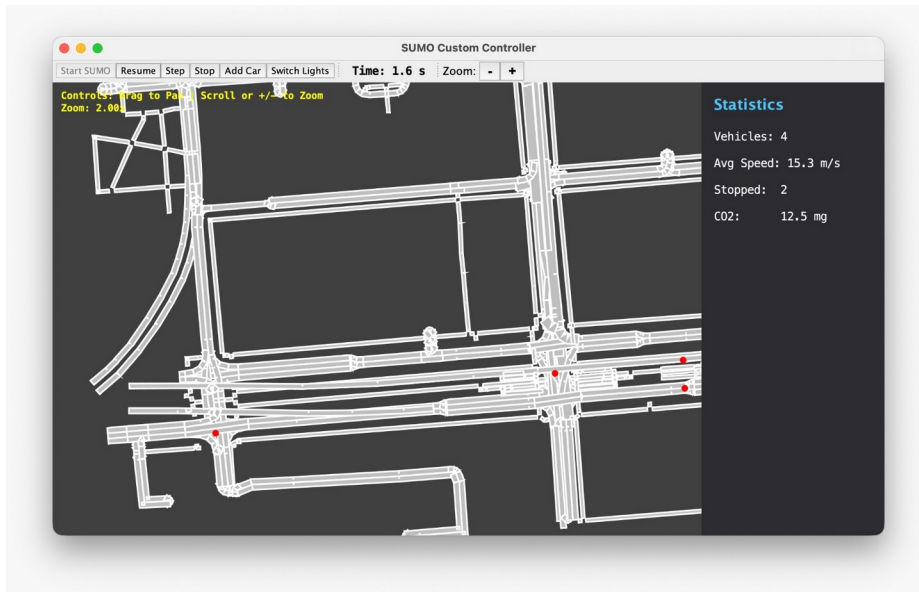 SUMO Custom Controller
Start SUMO Resume Step Stop Add Car Switch Lights Time: 1.6 s Zoom: - +
Controls: Drag to Pan, Scroll or +/- to Zoom
Zoom: 2.00x
Statistics
Vehicles: 4
Avg Speed: 15.3 m/s
Stopped: 2
CO2: 12.5 mg